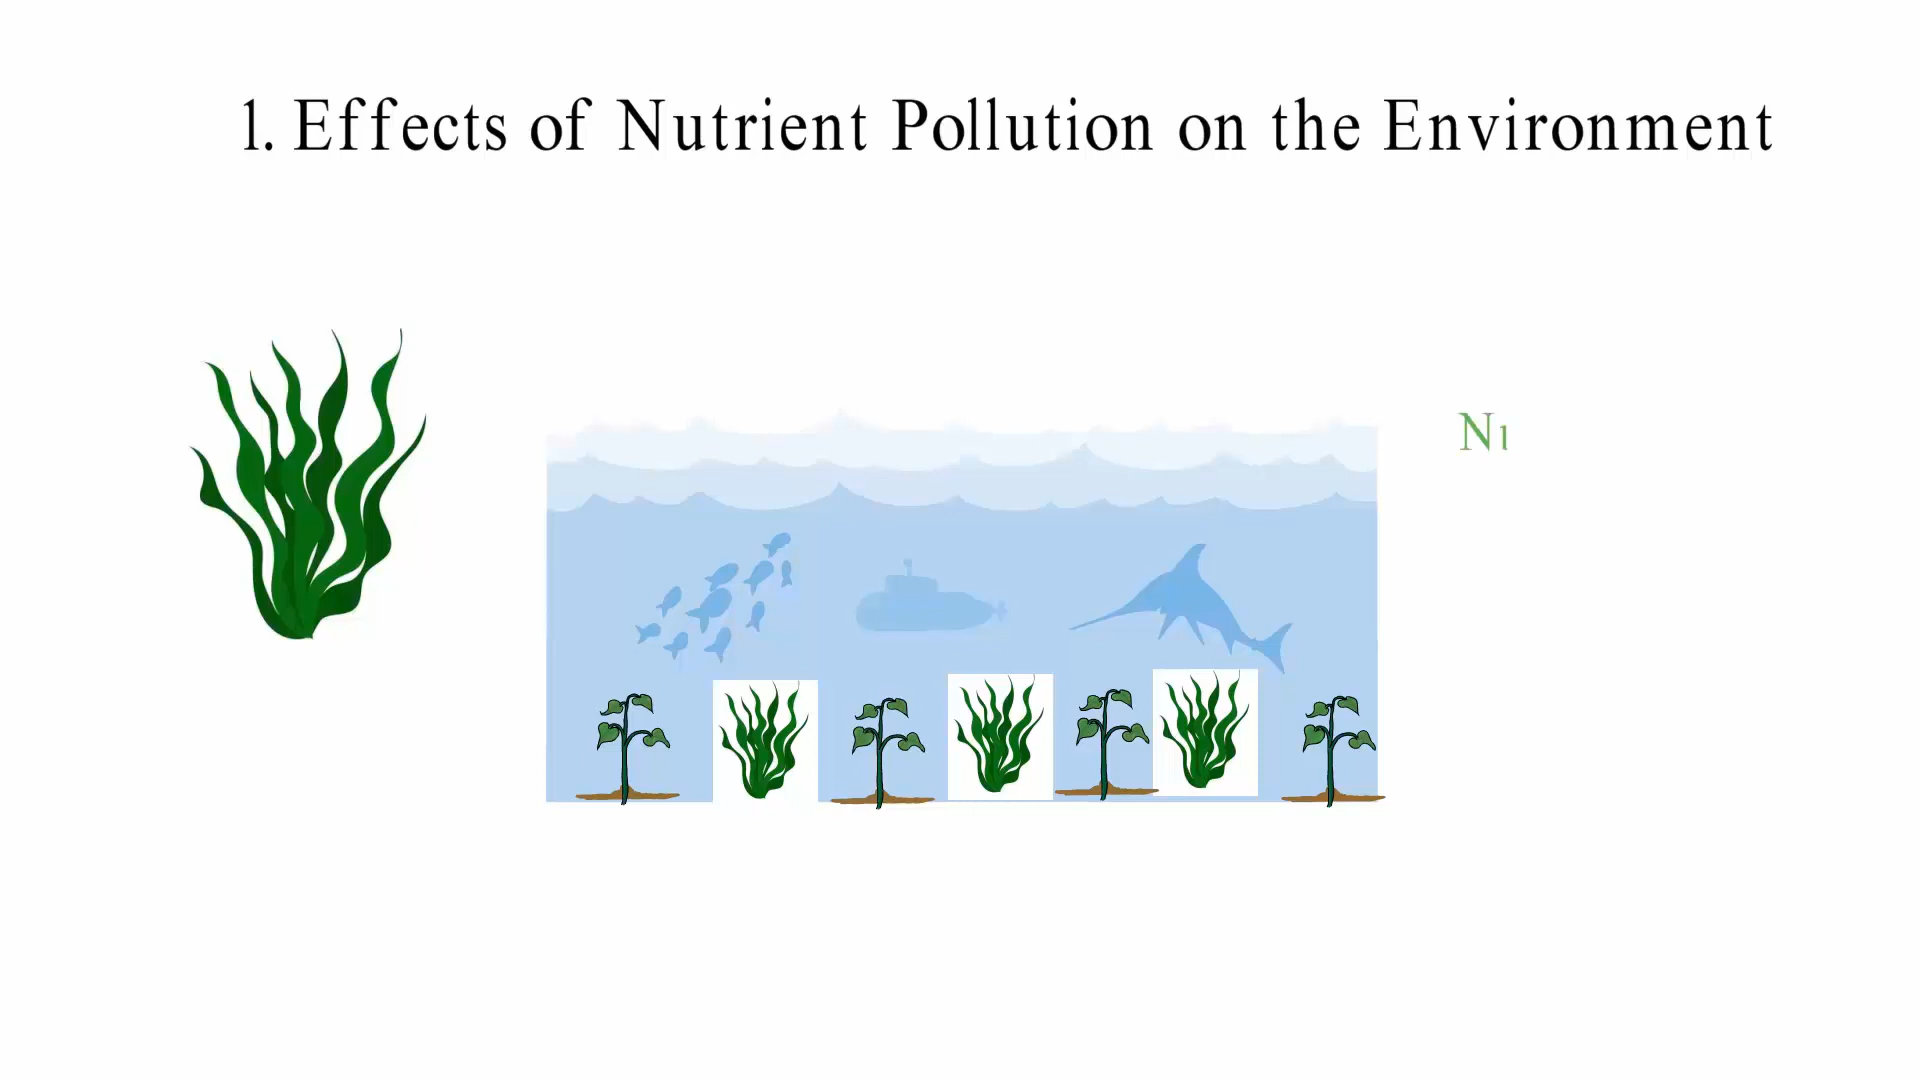 1. Effects of Nutrient Pollution on the Environment